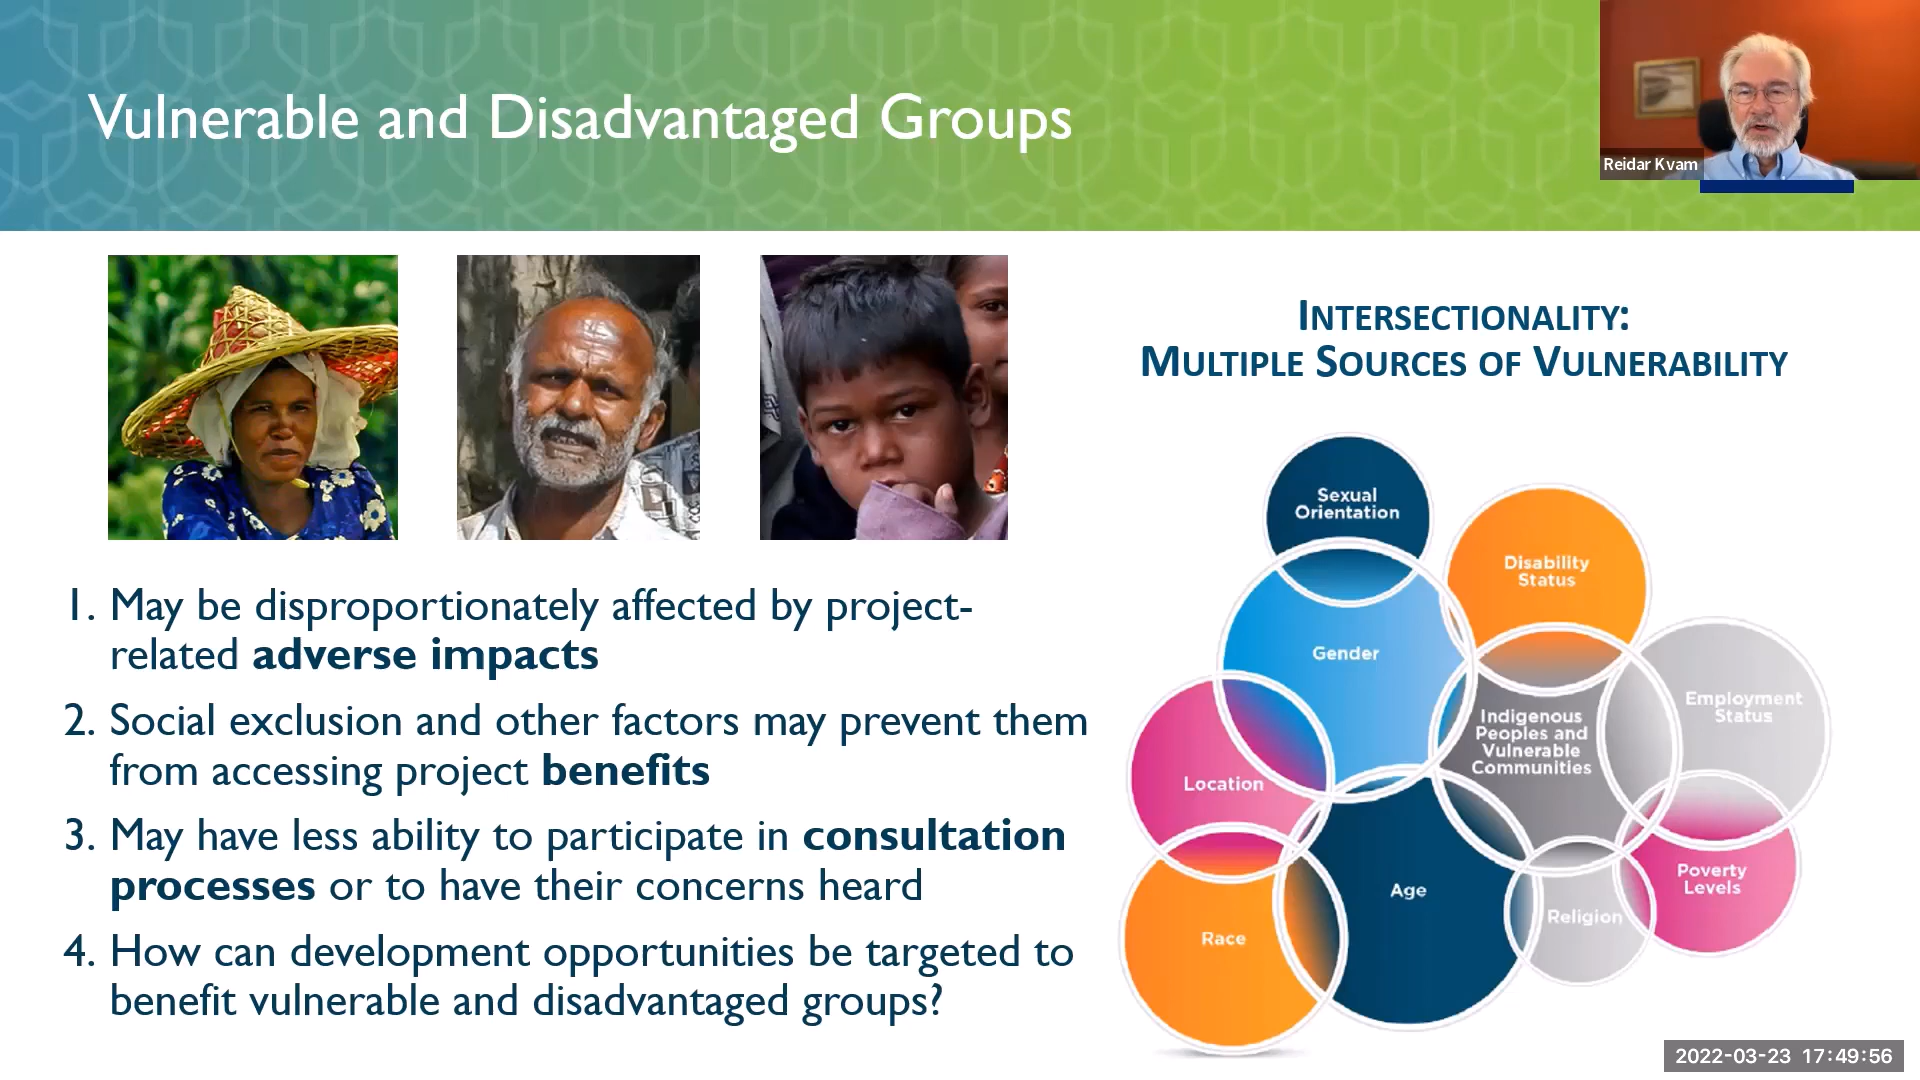 Vulnerable and Disadvantaged Groups
Reidar Kvam
1. May be disproportionately affected by project-
related adverse impacts
2. Social exclusion and other factors may prevent them
from accessing project benefits
3. May have less ability to participate in consultation
processes or to have their concerns heard
4. How can development opportunities be targeted to
benefit vulnerable and disadvantaged groups?
INTERSECTIONALITY:
MULTIPLE SOURCES OF VULNERABILITY
Sexual
Orientation
Disability
Status
Gender
Employment
Status
Indigenous
Peoples and
Vulnerable
Communities
Location
Poverty
Levels
Age
Religion
Race
2022-03-23 17:49:56